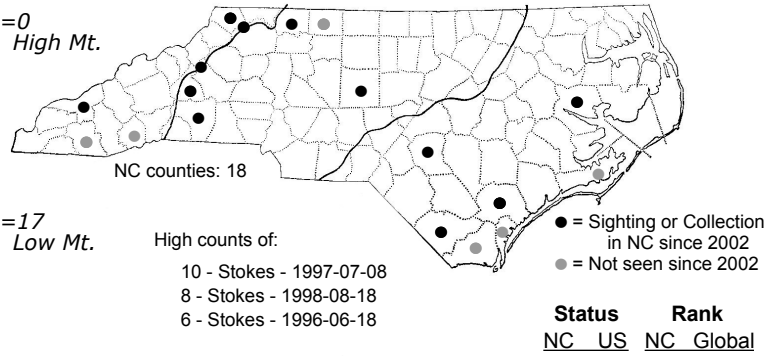 =0
High Mt.
NC counties: 18
=17
Low Mt.
High counts of:
10 - Stokes - 1997-07-08
8 - Stokes - 1998-08-18
6 - Stokes - 1996-06-18
= Sighting or Collection
in NC since 2002
= Not seen since 2002
Status Rank
NC US NC Global